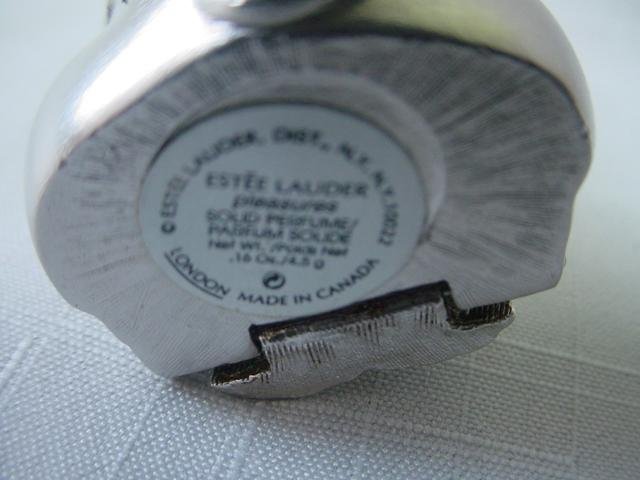 © ESTEE LAUDER, DIST., N.Y., N.Y. 10022
ESTĒE LAUDER
pleasures
SOLID PERFUME/
PARFUM SOLIDE
Net Wt. /Poids Net
.16 Oz./4.5 g
LONDON MADE IN CANADA